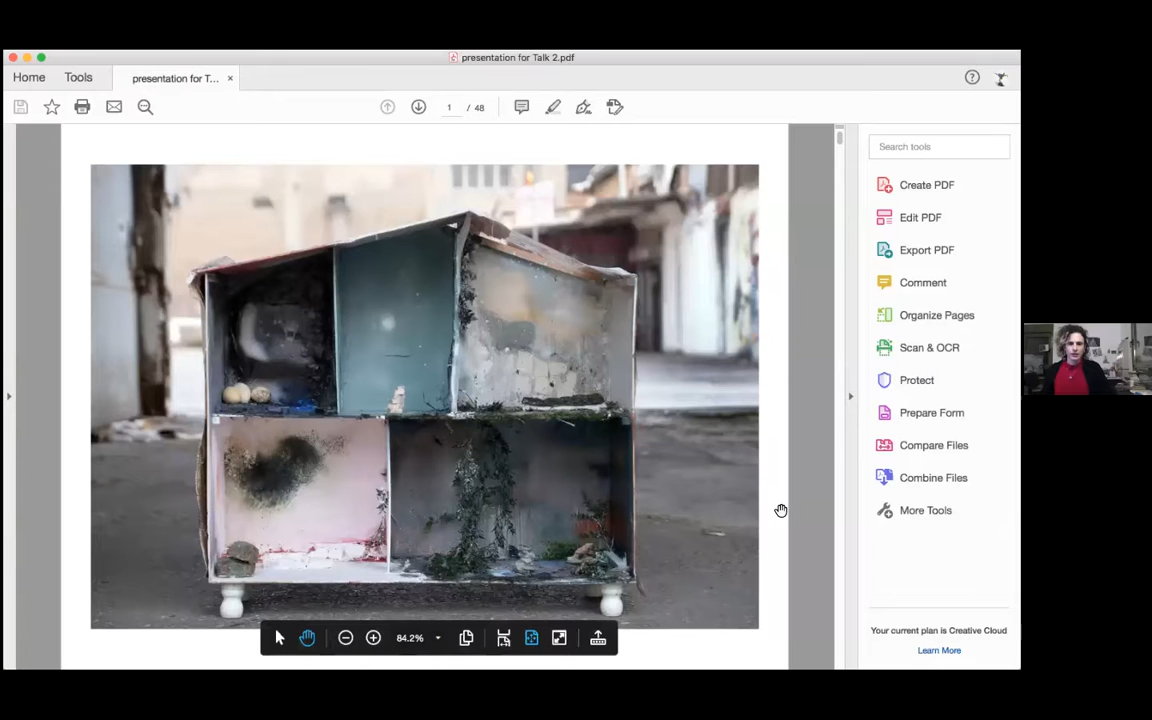 presentation for Talk 2.pdf
Home
Tools
presentation for T...
1 / 48
Search tools
Create PDF
Edit PDF
Export PDF
Comment
Organize Pages
Scan & OCR
Protect
Prepare Form
Compare Files
Combine Files
More Tools
84.2%
Your current plan is Creative Cloud
Learn More